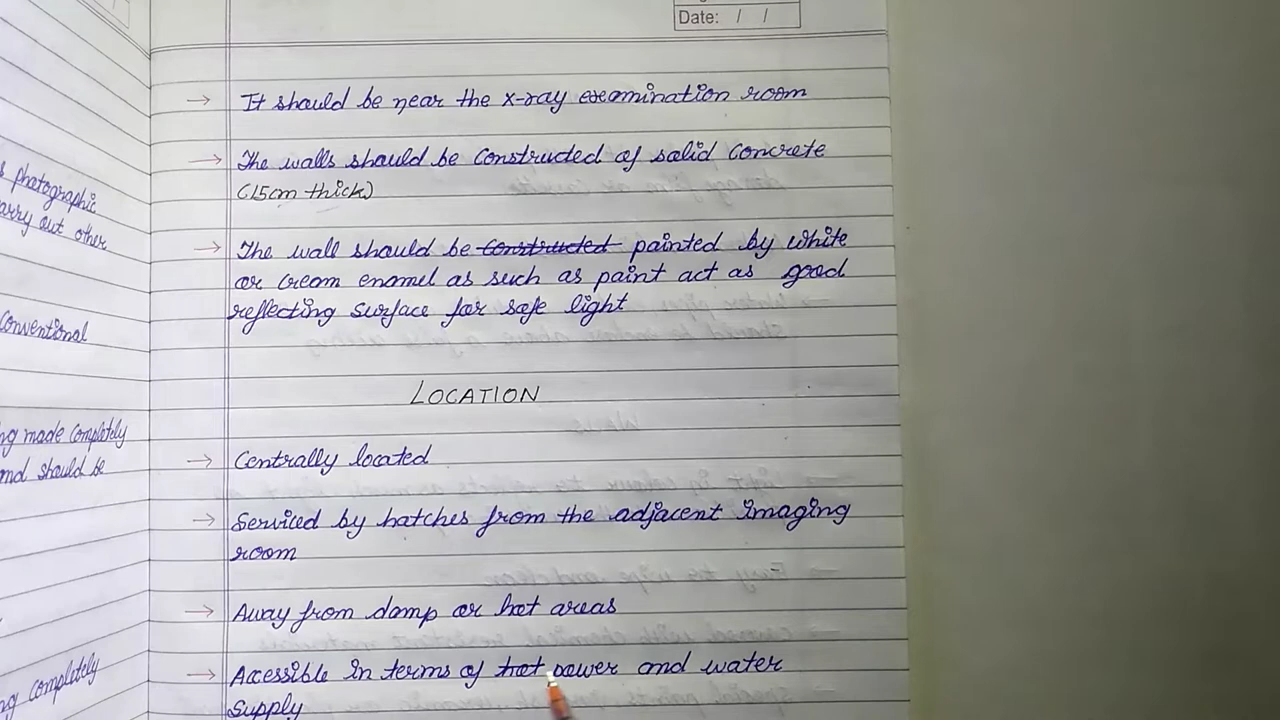 Date: / /
→ It should be near the x-ray examination room
→ The walls should be constructed of solid concrete
(15cm thick)
→ The wall should be constructed painted by white
or cream enamel as such as paint act as good
reflecting surface for safe light
LOCATION
→ Centrally located
→ Serviced by hatches from the adjacent imaging
room
→ Away from damp or hot areas
→ Accessible in terms of hot power and water
supply
photographic
arry out other
Conventional
ng made completely
nd should be
ng completely